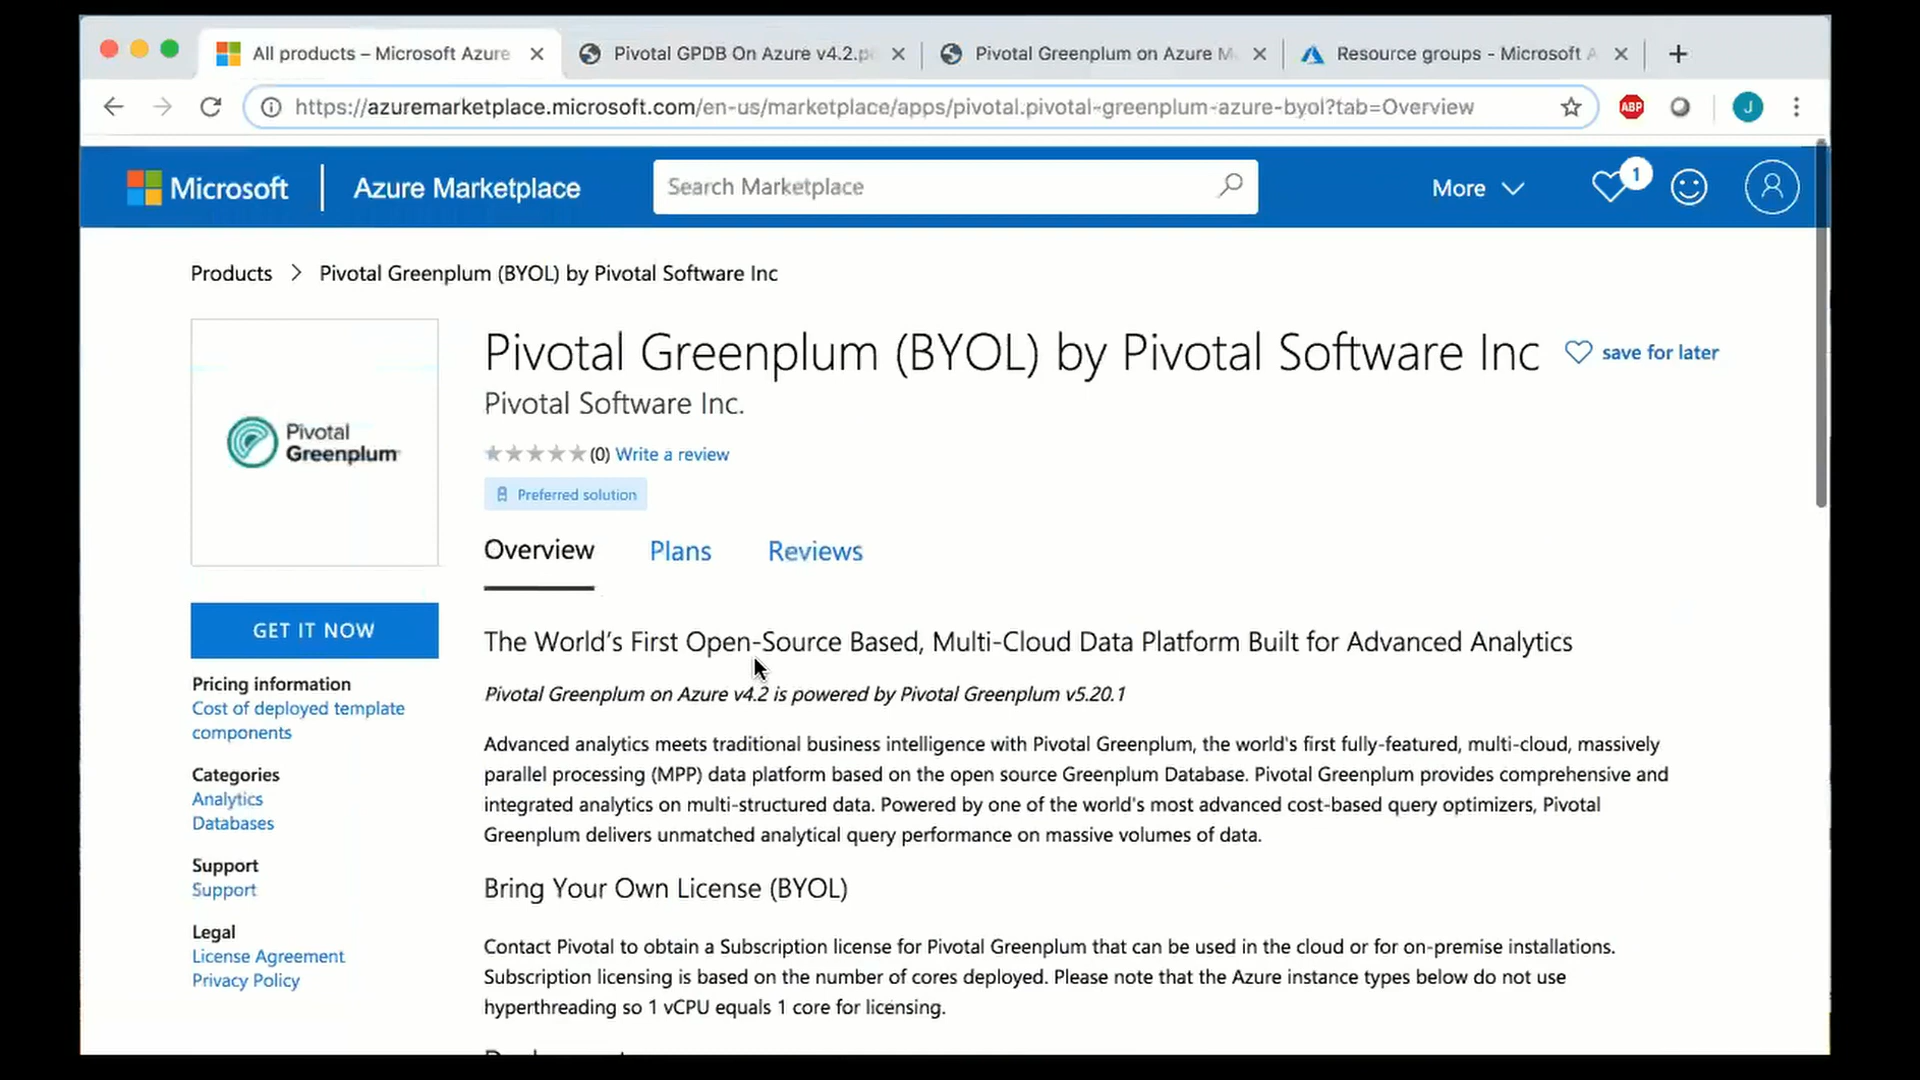 All products – Microsoft Azure
Pivotal GPDB On Azure v4.2.p
Pivotal Greenplum on Azure M
Resource groups - Microsoft A
https://azuremarketplace.microsoft.com/en-us/marketplace/apps/pivotal.pivotal-greenplum-azure-byol?tab=Overview
ABP
J
Microsoft
Azure Marketplace
Search Marketplace
More
1
Products > Pivotal Greenplum (BYOL) by Pivotal Software Inc
Pivotal
Greenplum
Pivotal Greenplum (BYOL) by Pivotal Software Inc
save for later
Pivotal Software Inc.
(0) Write a review
Preferred solution
Overview
Plans
Reviews
GET IT NOW
Pricing information
Cost of deployed template
components
Categories
Analytics
Databases
Support
Support
Legal
License Agreement
Privacy Policy
The World's First Open-Source Based, Multi-Cloud Data Platform Built for Advanced Analytics
Pivotal Greenplum on Azure v4.2 is powered by Pivotal Greenplum v5.20.1
Advanced analytics meets traditional business intelligence with Pivotal Greenplum, the world's first fully-featured, multi-cloud, massively
parallel processing (MPP) data platform based on the open source Greenplum Database. Pivotal Greenplum provides comprehensive and
integrated analytics on multi-structured data. Powered by one of the world's most advanced cost-based query optimizers, Pivotal
Greenplum delivers unmatched analytical query performance on massive volumes of data.
Bring Your Own License (BYOL)
Contact Pivotal to obtain a Subscription license for Pivotal Greenplum that can be used in the cloud or for on-premise installations.
Subscription licensing is based on the number of cores deployed. Please note that the Azure instance types below do not use
hyperthreading so 1 vCPU equals 1 core for licensing.